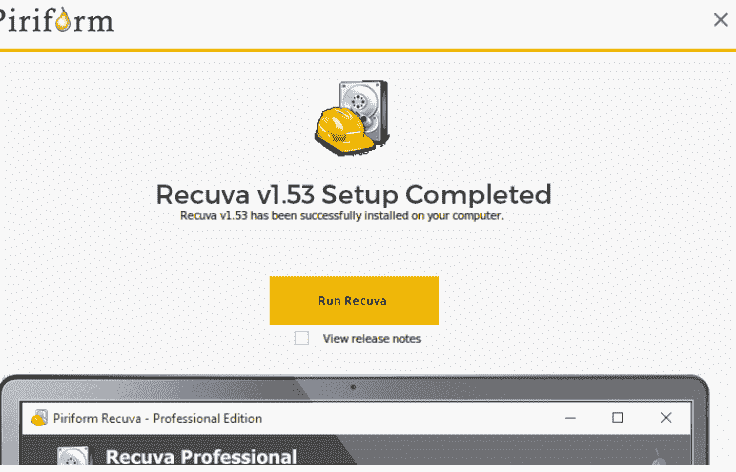 Piriform
Recuva v1.53 Setup Completed
Recuva v1.53 has been successfully installed on your computer.
Run Recuva
View release notes
Piriform Recuva - Professional Edition
Recuva Professional